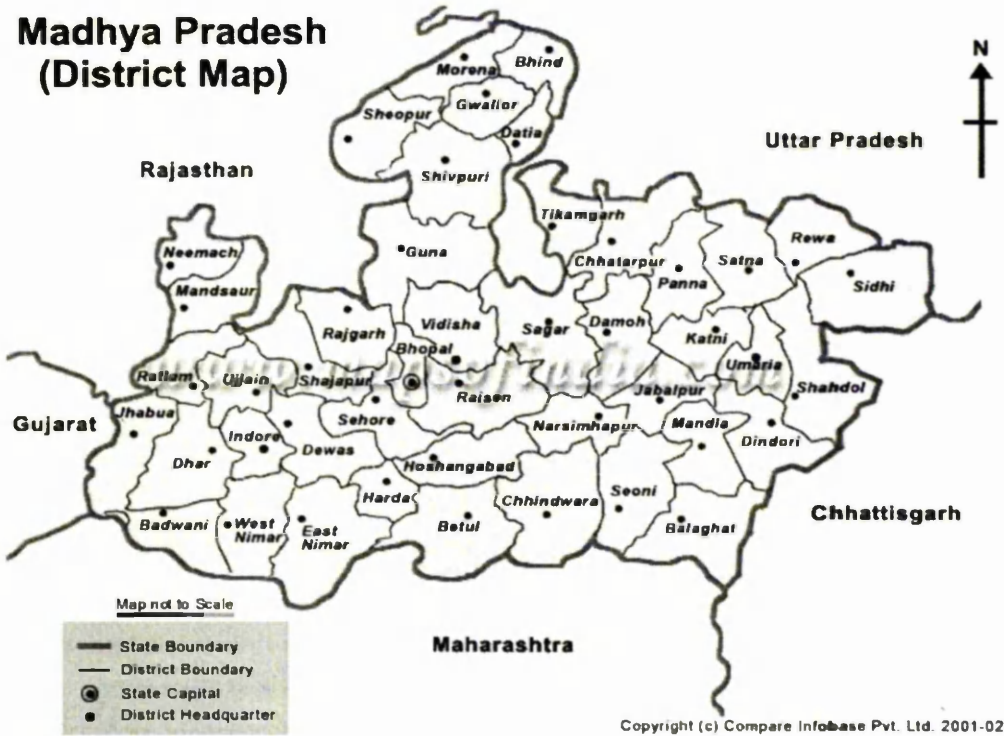 Madhya Pradesh
(District Map)
N
Morena
Bhind
Gwalior
Sheopur
Datia
Shivpuri
Uttar Pradesh
Rajasthan
Tikamgarh
Guna
Chhatarpur
Panna
Satna
Rewa
Sidhi
Neemach
Mandsaur
Rajgarh
Vidisha
Sagar
Damoh
Katni
Bhopal
Umaria
Ratlam
Ujjain
Shajapur
Raisen
Jabalpur
Shahdol
Gujarat
Jhabua
Sehore
Narsimhapur
Mandla
Dindori
Indore
Dewas
Dhar
Hoshangabad
Harda
Chhindwara
Seoni
Chhattisgarh
Badwani
West
Nimar
East
Nimar
Betul
Balaghat
Map not to Scale
Maharashtra
State Boundary
District Boundary
State Capital
District Headquarter
Copyright (c) Compare Infobase Pvt. Ltd. 2001-02